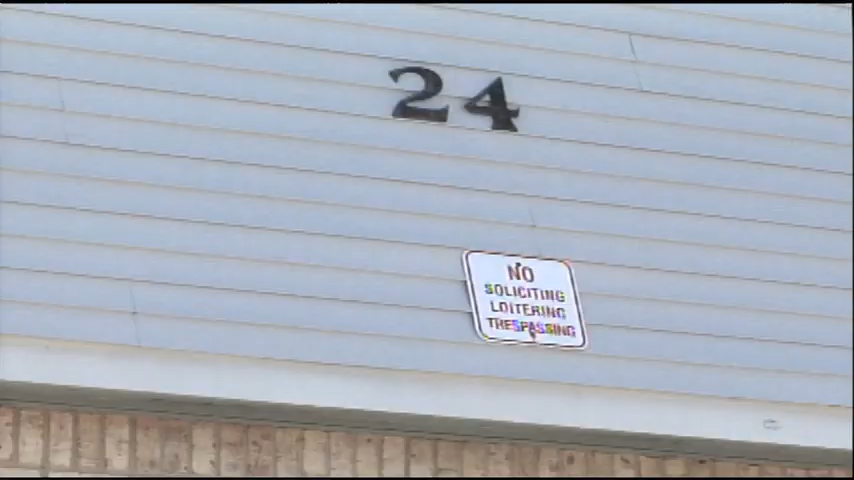 24
NO
SOLICITING
LOITERING
TRESPASSING